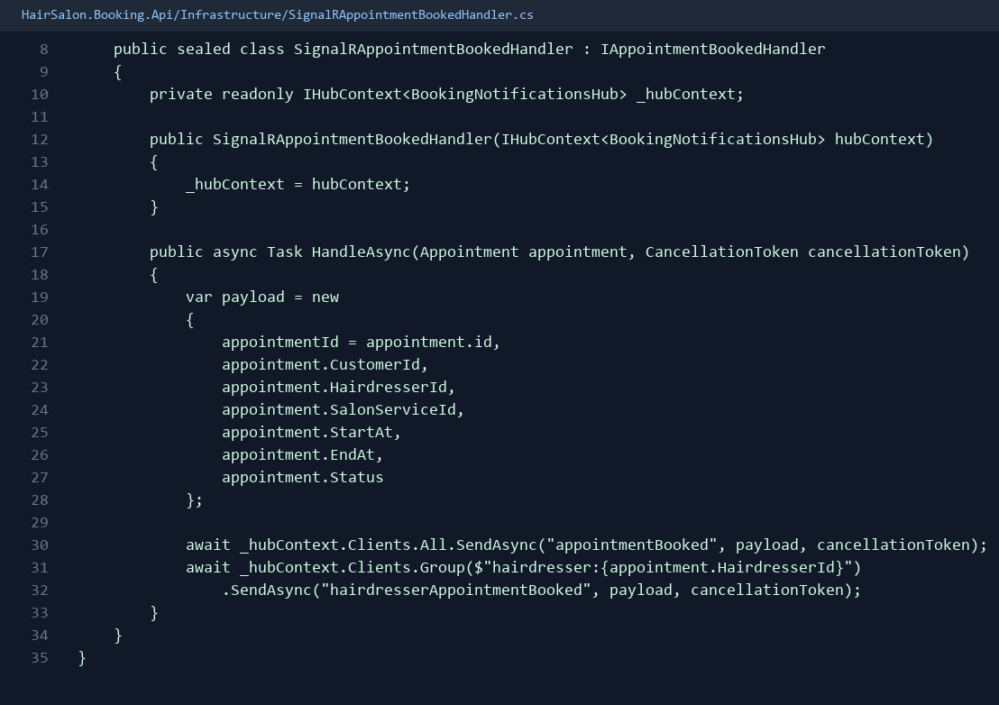 HairSalon.Booking.Api/Infrastructure/SignalRAppointmentBookedHandler.cs
8 public sealed class SignalRAppointmentBookedHandler : IAppointmentBookedHandler
9 {
10 private readonly IHubContext<BookingNotificationsHub> _hubContext;
11
12 public SignalRAppointmentBookedHandler(IHubContext<BookingNotificationsHub> hubContext)
13 {
14 _hubContext = hubContext;
15 }
16
17 public async Task HandleAsync(Appointment appointment, CancellationToken cancellationToken)
18 {
19 var payload = new
20 {
21 appointmentId = appointment.id,
22 appointment.CustomerId,
23 appointment.HairdresserId,
24 appointment.SalonServiceId,
25 appointment.StartAt,
26 appointment.EndAt,
27 appointment.Status
28 };
29
30 await _hubContext.Clients.All.SendAsync("appointmentBooked", payload, cancellationToken);
31 await _hubContext.Clients.Group($"hairdresser:{appointment.HairdresserId}")
32 .SendAsync("hairdresserAppointmentBooked", payload, cancellationToken);
33 }
34 }
35 }